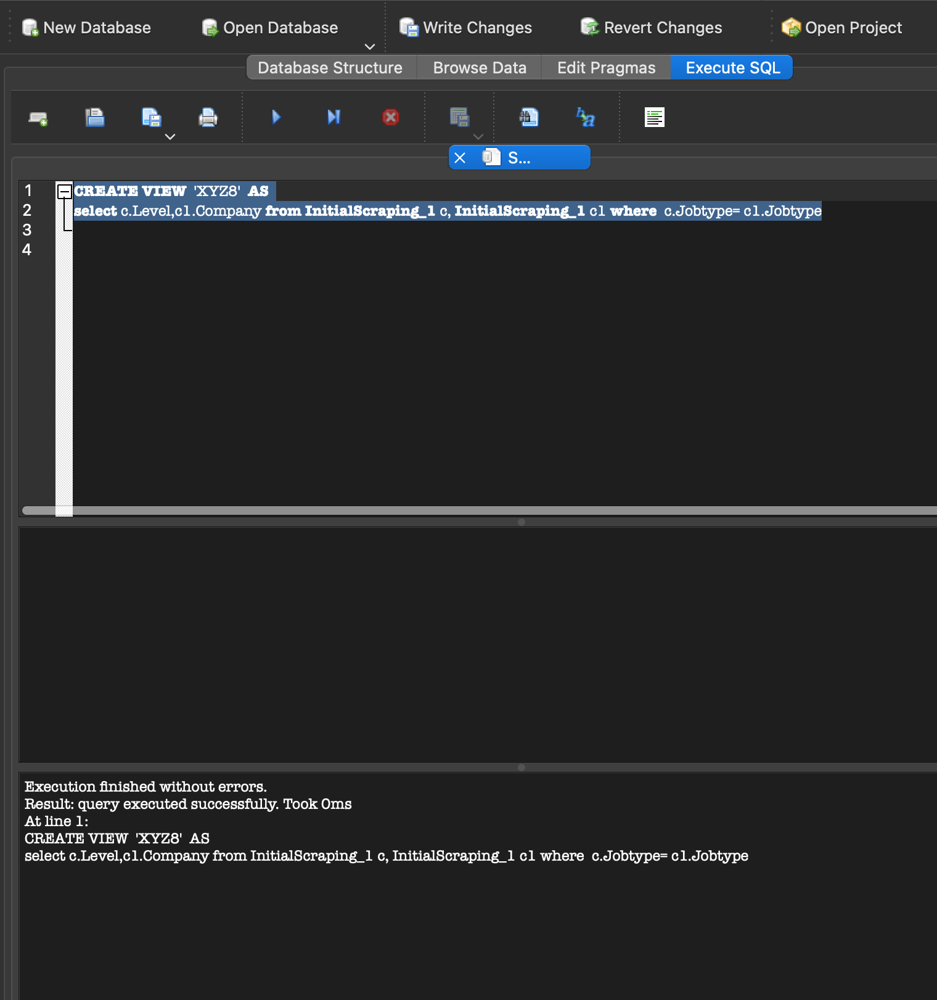 New Database Open Database Write Changes Revert Changes Open Project
Database Structure Browse Data Edit Pragmas Execute SQL
S...
1 CREATE VIEW 'XYZ8' AS
2 select c.Level,c1.Company from InitialScraping_1 c, InitialScraping_1 c1 where c.Jobtype= c1.Jobtype
3
4
Execution finished without errors.
Result: query executed successfully. Took 0ms
At line 1:
CREATE VIEW 'XYZ8' AS
select c.Level,c1.Company from InitialScraping_1 c, InitialScraping_1 c1 where c.Jobtype= c1.Jobtype